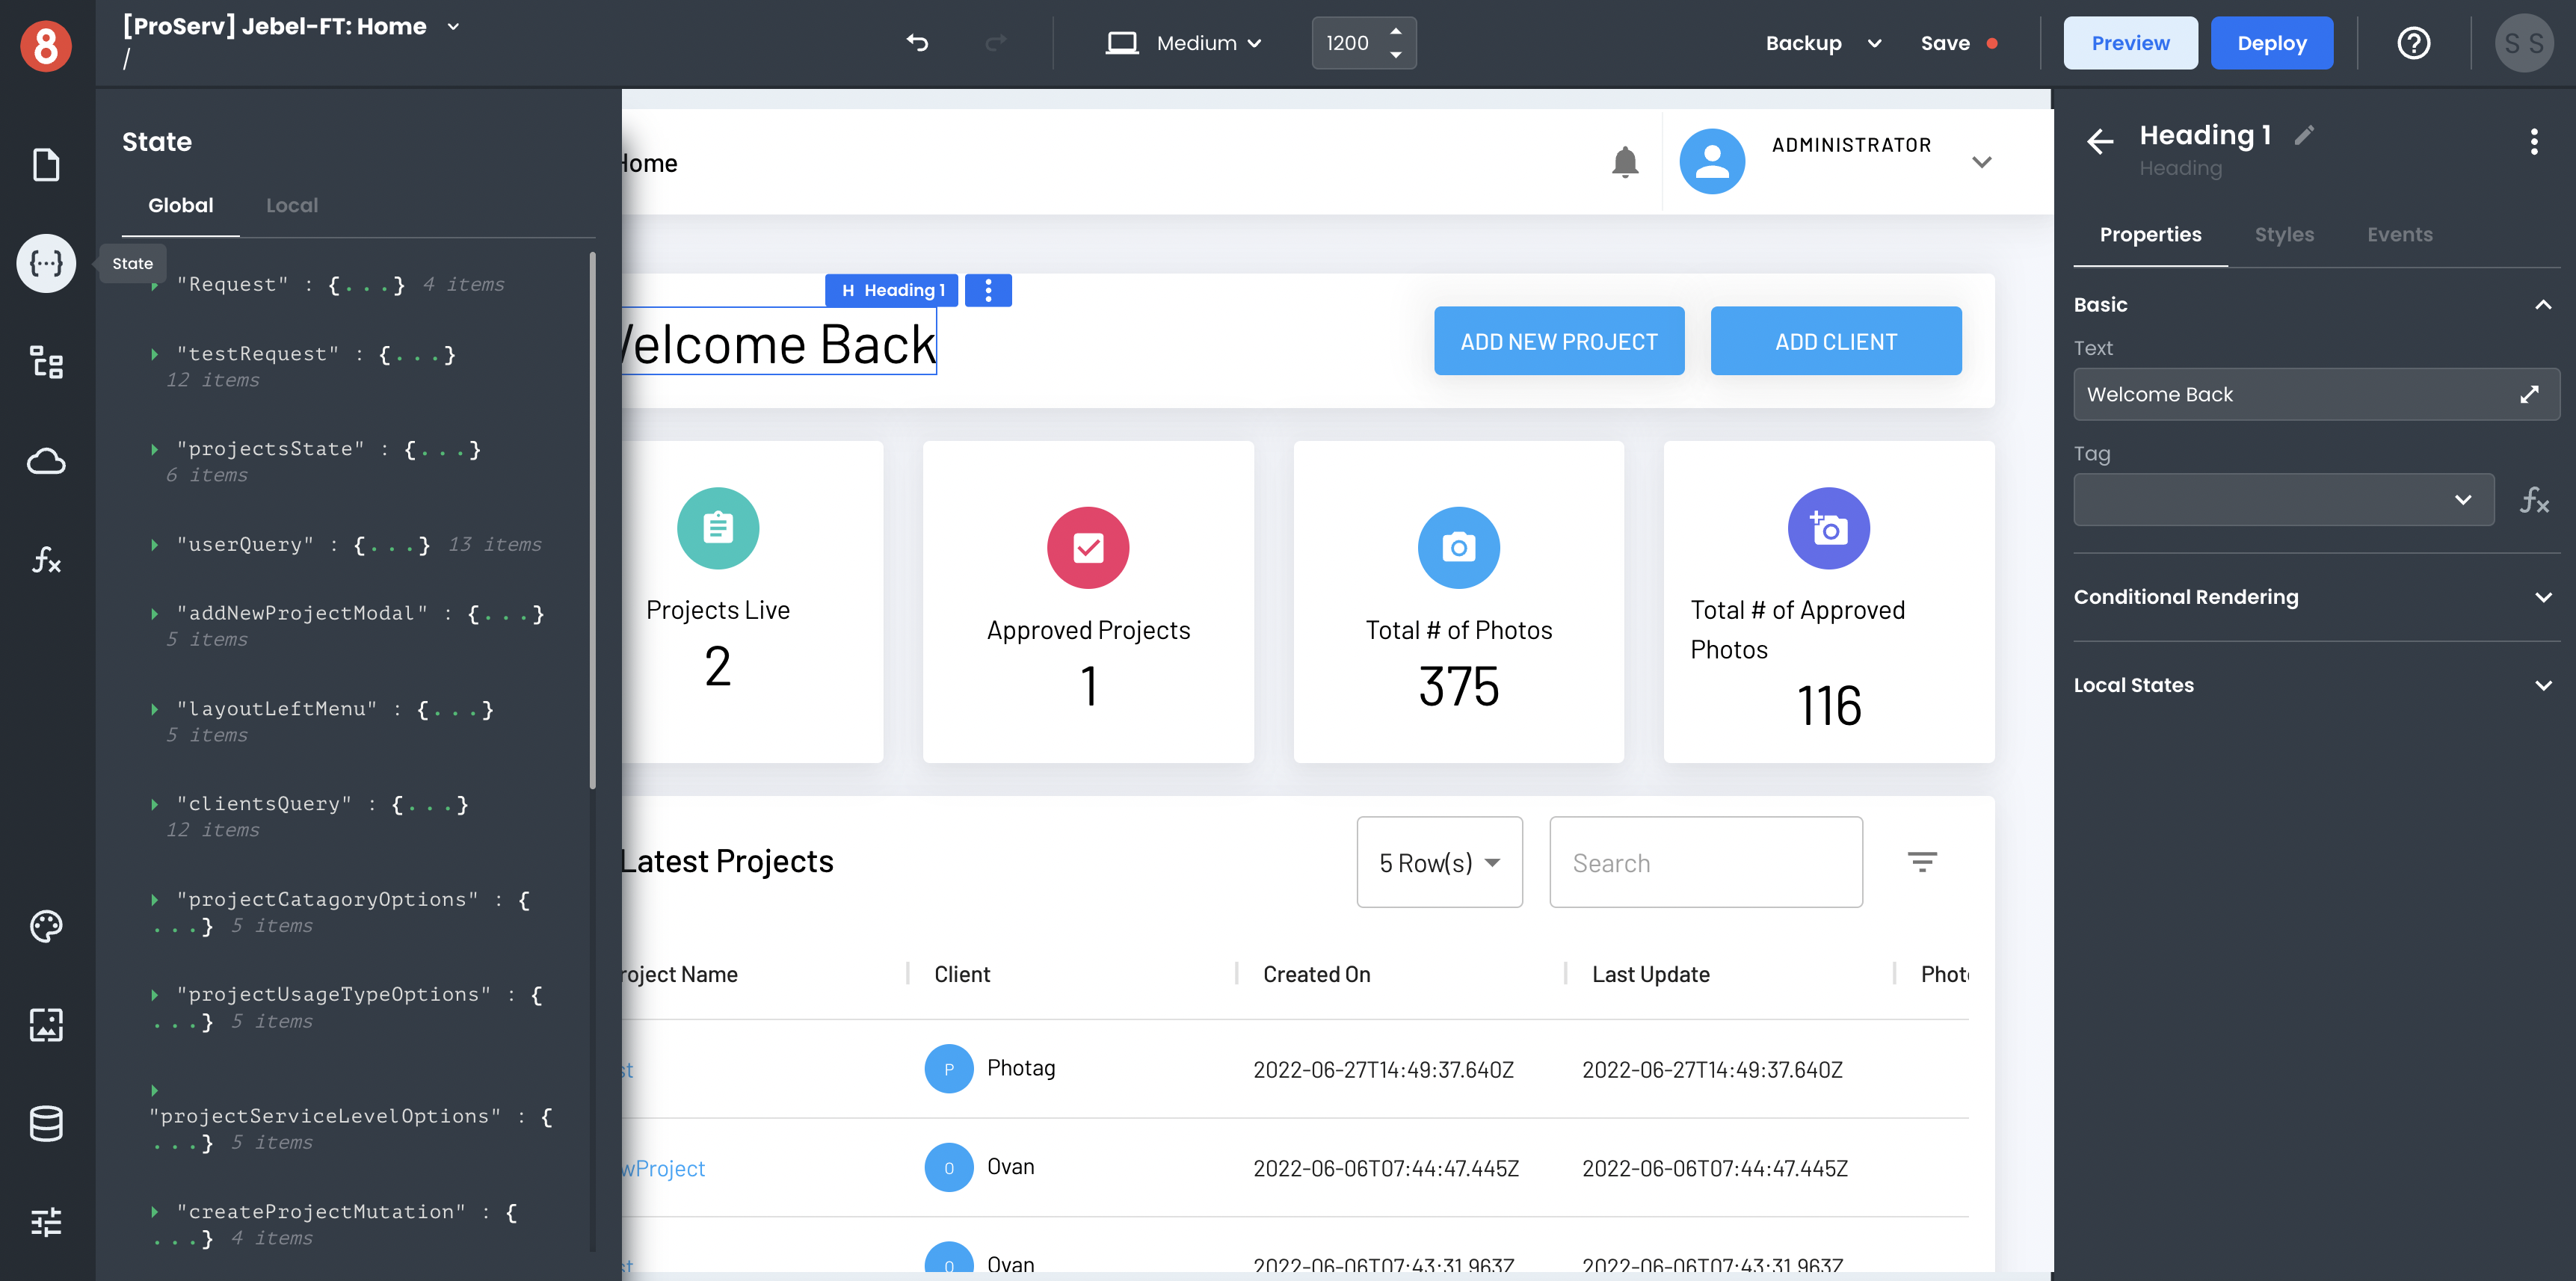 8
[ProServ] Jebel-FT: Home
/
Medium
1200
Backup
Save
Preview
Deploy
S S
State
Global
Local
State
"Request" : {...} 4 items
"testRequest" : {...}
12 items
"projectsState" : {...}
6 items
"userQuery" : {...} 13 items
"addNewProjectModal" : {...}
5 items
"layoutLeftMenu" : {...}
5 items
"clientsQuery" : {...}
12 items
"projectCatagoryOptions" : {
...} 5 items
"projectUsageTypeOptions" : {
...} 5 items
"projectServiceLevelOptions" : {
...} 5 items
"createProjectMutation" : {
...} 4 items
Home
ADMINISTRATOR
H Heading 1
Welcome Back
ADD NEW PROJECT
ADD CLIENT
Projects Live
2
Approved Projects
1
Total # of Photos
375
Total # of Approved
Photos
116
Latest Projects
5 Row(s)
Search
roject Name
Client
Created On
Last Update
Phot
st
P
Photag
2022-06-27T14:49:37.640Z
2022-06-27T14:49:37.640Z
wProject
O
Ovan
2022-06-06T07:44:47.445Z
2022-06-06T07:44:47.445Z
st
O
Ovan
2022-06-06T07:43:31.963Z
2022-06-06T07:43:31.963Z
Heading 1
Heading
Properties
Styles
Events
Basic
Text
Welcome Back
Tag
fx
Conditional Rendering
Local States